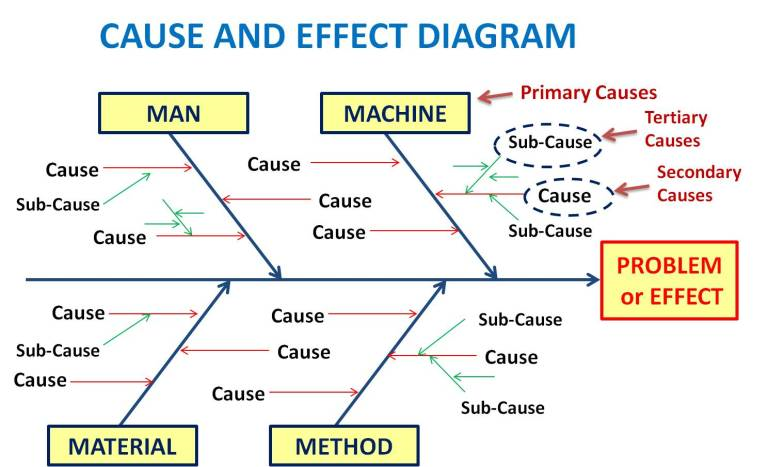 CAUSE AND EFFECT DIAGRAM
MAN
MACHINE
Primary Causes
Tertiary
Causes
Sub-Cause
Secondary
Causes
Cause
Sub-Cause
Cause
Cause
Cause
Cause
Cause
Cause
Sub-Cause
PROBLEM
or EFFECT
Cause
Sub-Cause
Cause
Cause
Cause
Cause
Sub-Cause
Cause
Sub-Cause
MATERIAL
METHOD